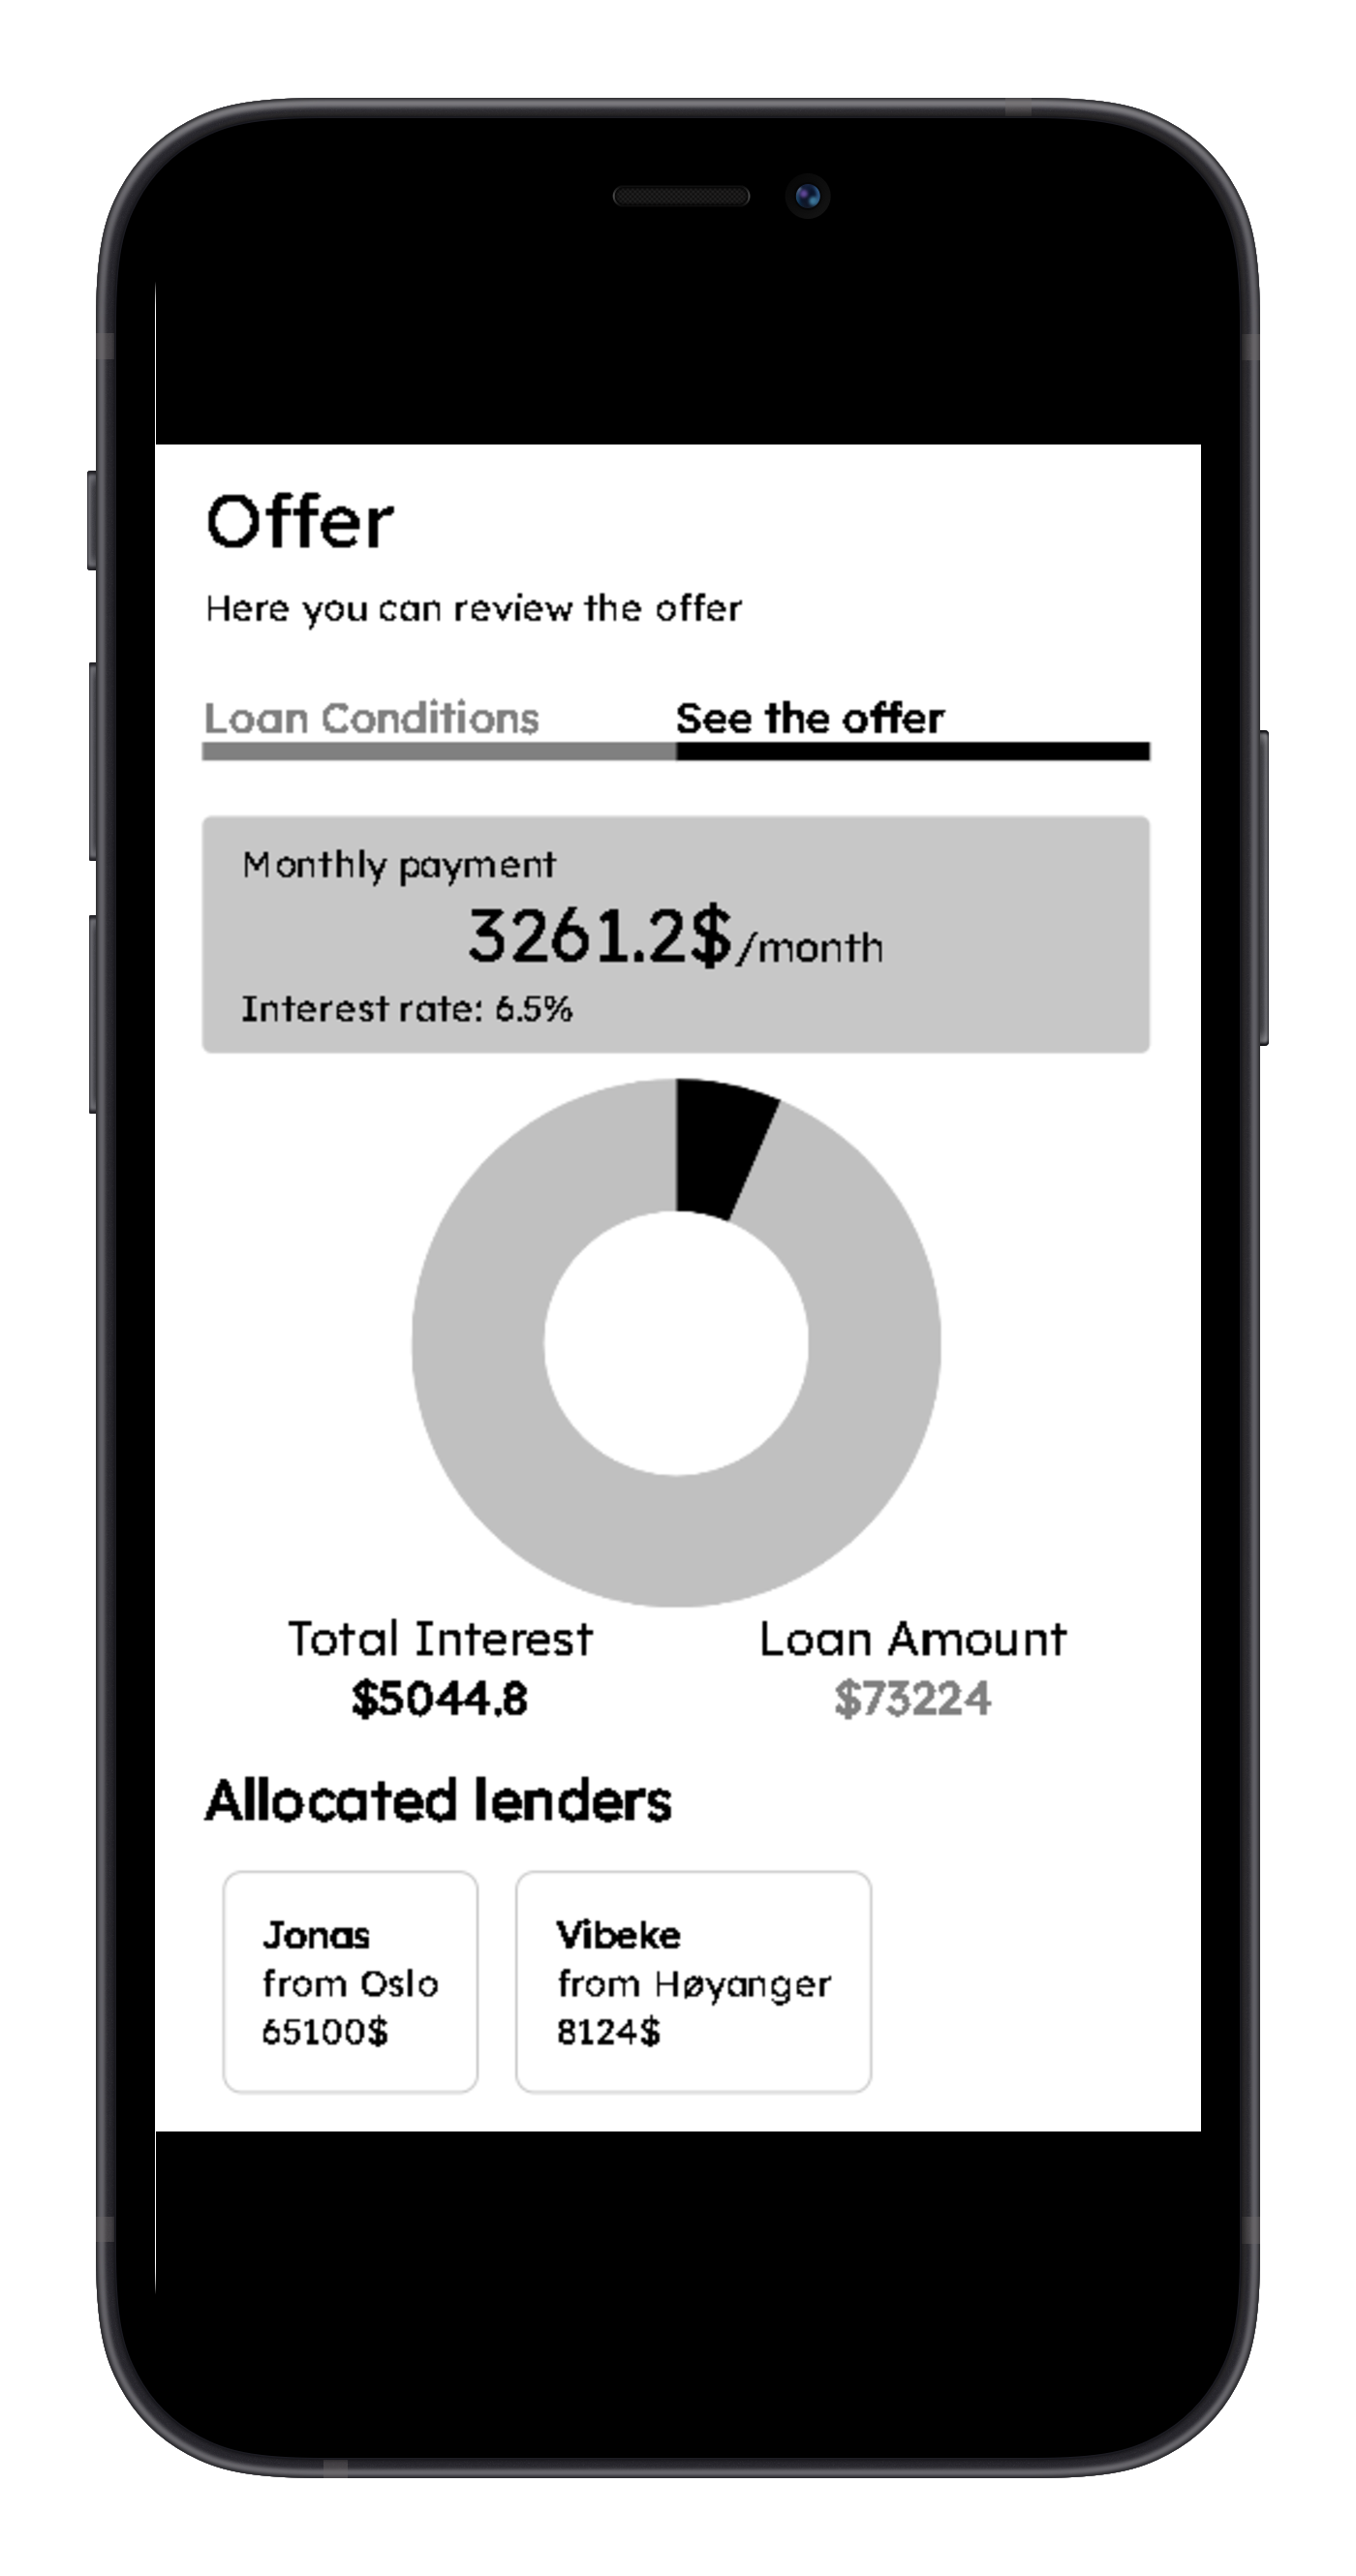 Offer
Here you can review the offer
Loan Conditions See the offer
Monthly payment
3261.2$/month
Interest rate: 6.5%
Total Interest Loan Amount
$5044.8 $73224
Allocated lenders
Jonas
from Oslo
65100$
Vibeke
from Høyanger
8124$